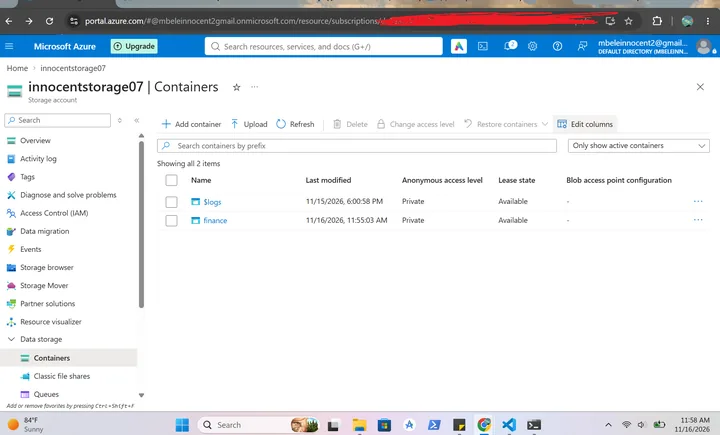 portal.azure.com/#@mbeleinnocent2gmail.onmicrosoft.com/resource/subscriptions/
Microsoft Azure
Upgrade
Search resources, services, and docs (G+/)
2
mbeleinnocent2@gmail....
DEFAULT DIRECTORY (MBELEINN...
Home > innocentstorage07 >
innocentstorage07 | Containers
Storage account
Search
Overview
Activity log
Tags
Diagnose and solve problems
Access Control (IAM)
Data migration
Events
Storage browser
Storage Mover
Partner solutions
Resource visualizer
Data storage
Containers
Classic file shares
Queues
Add or remove favorites by pressing Ctrl+Shift+F
Add container
Upload
Refresh
Delete
Change access level
Restore containers
Edit columns
Search containers by prefix
Only show active containers
Showing all 2 items
Name Last modified Anonymous access level Lease state Blob access point configuration
$logs 11/15/2026, 6:00:58 PM Private Available -
finance 11/16/2026, 11:55:03 AM Private Available -
84°F
Sunny
Search
11:58 AM
11/16/2026